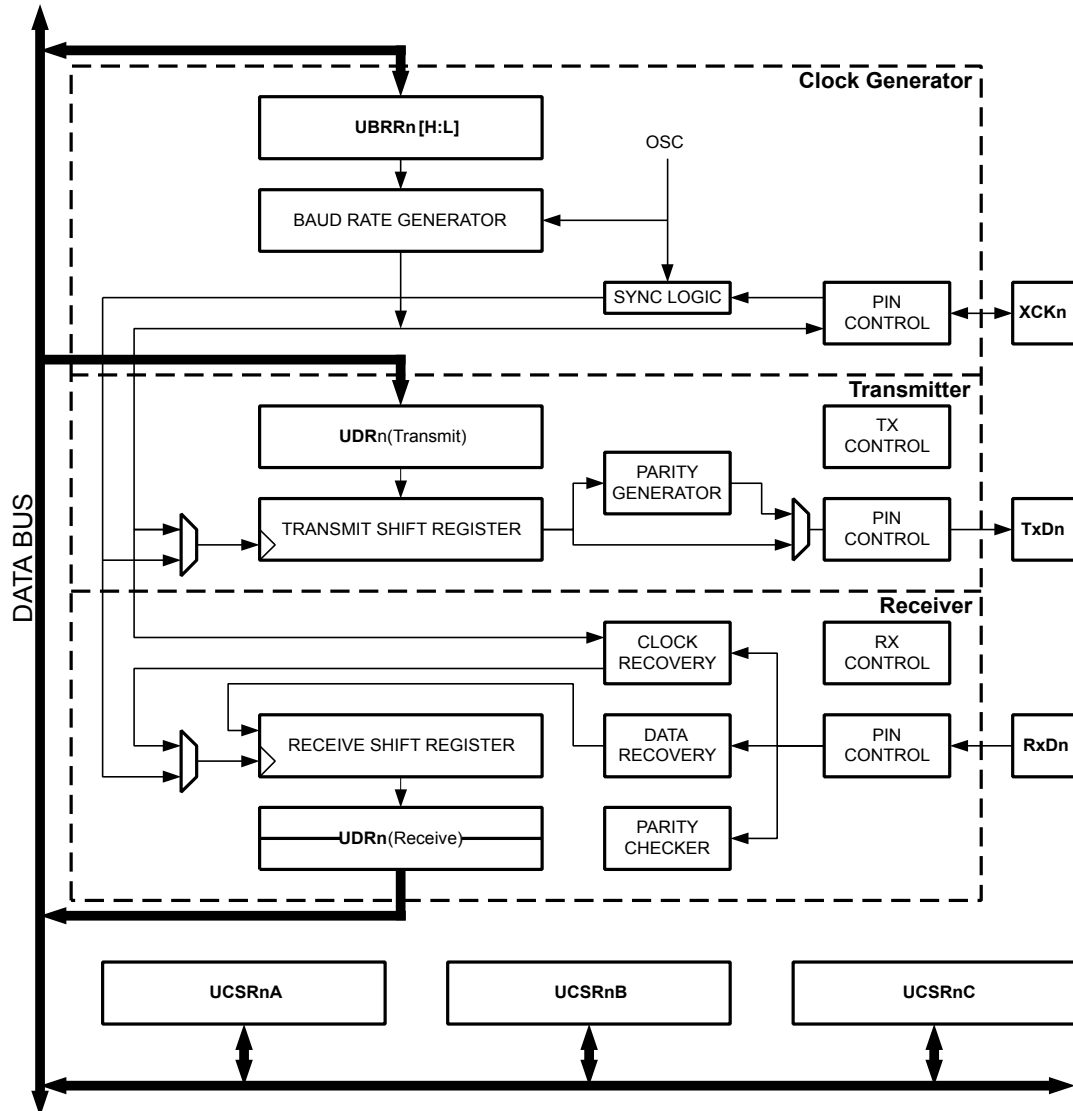 Clock Generator
UBRRn [H:L]
OSC
BAUD RATE GENERATOR
SYNC LOGIC
PIN
CONTROL
XCKn
Transmitter
UDRn(Transmit)
TX
CONTROL
PARITY
GENERATOR
TRANSMIT SHIFT REGISTER
PIN
CONTROL
TxDn
DATA BUS
Receiver
CLOCK
RECOVERY
RX
CONTROL
RECEIVE SHIFT REGISTER
DATA
RECOVERY
PIN
CONTROL
RxDn
UDRn(Receive)
PARITY
CHECKER
UCSRnA
UCSRnB
UCSRnC